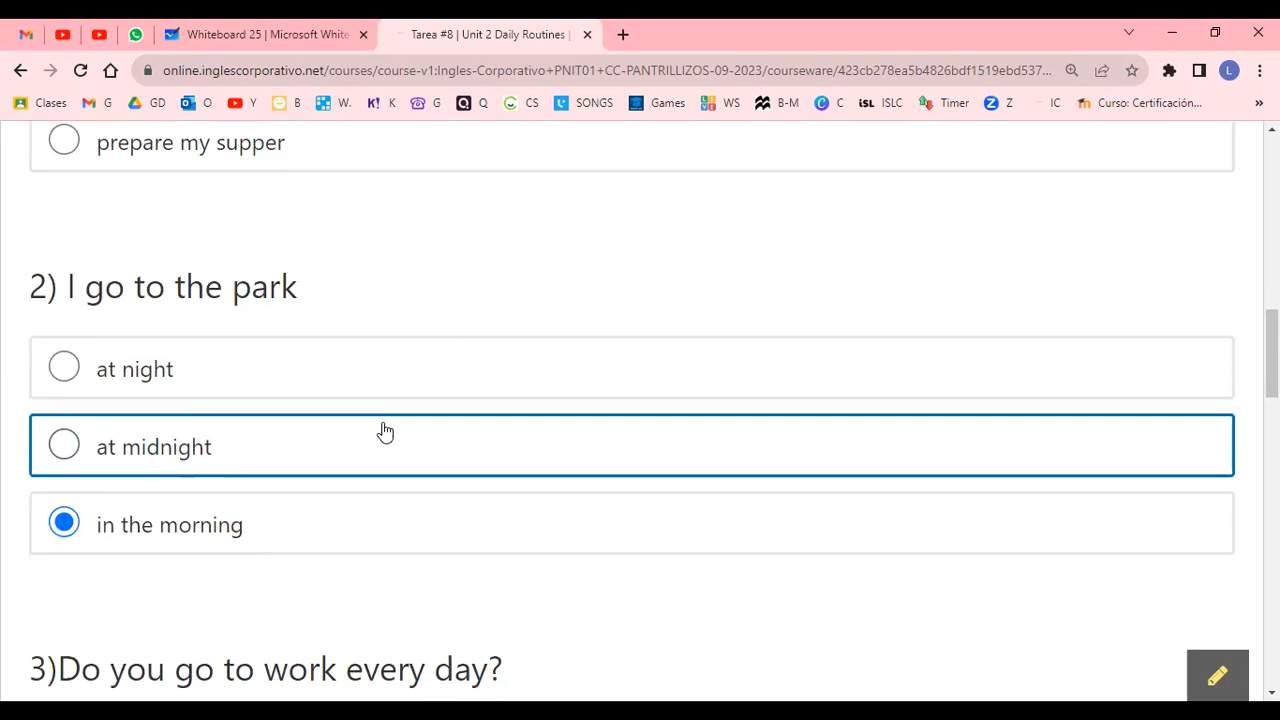 Whiteboard 25 | Microsoft White
Tarea #8 | Unit 2 Daily Routines |
online.inglescorporativo.net/courses/course-v1:Ingles-Corporativo+PNIT01+CC-PANTRILLIZOS-09-2023/courseware/423cb278ea5b4826bdf1519ebd537...
L
Clases M G GD O Y B W. K! K G Q CS SONGS Games WS B-M C ISL ISLC Timer Z Z IC Curso: Certificación... »
prepare my supper
2) I go to the park
at night
at midnight
in the morning
3)Do you go to work every day?